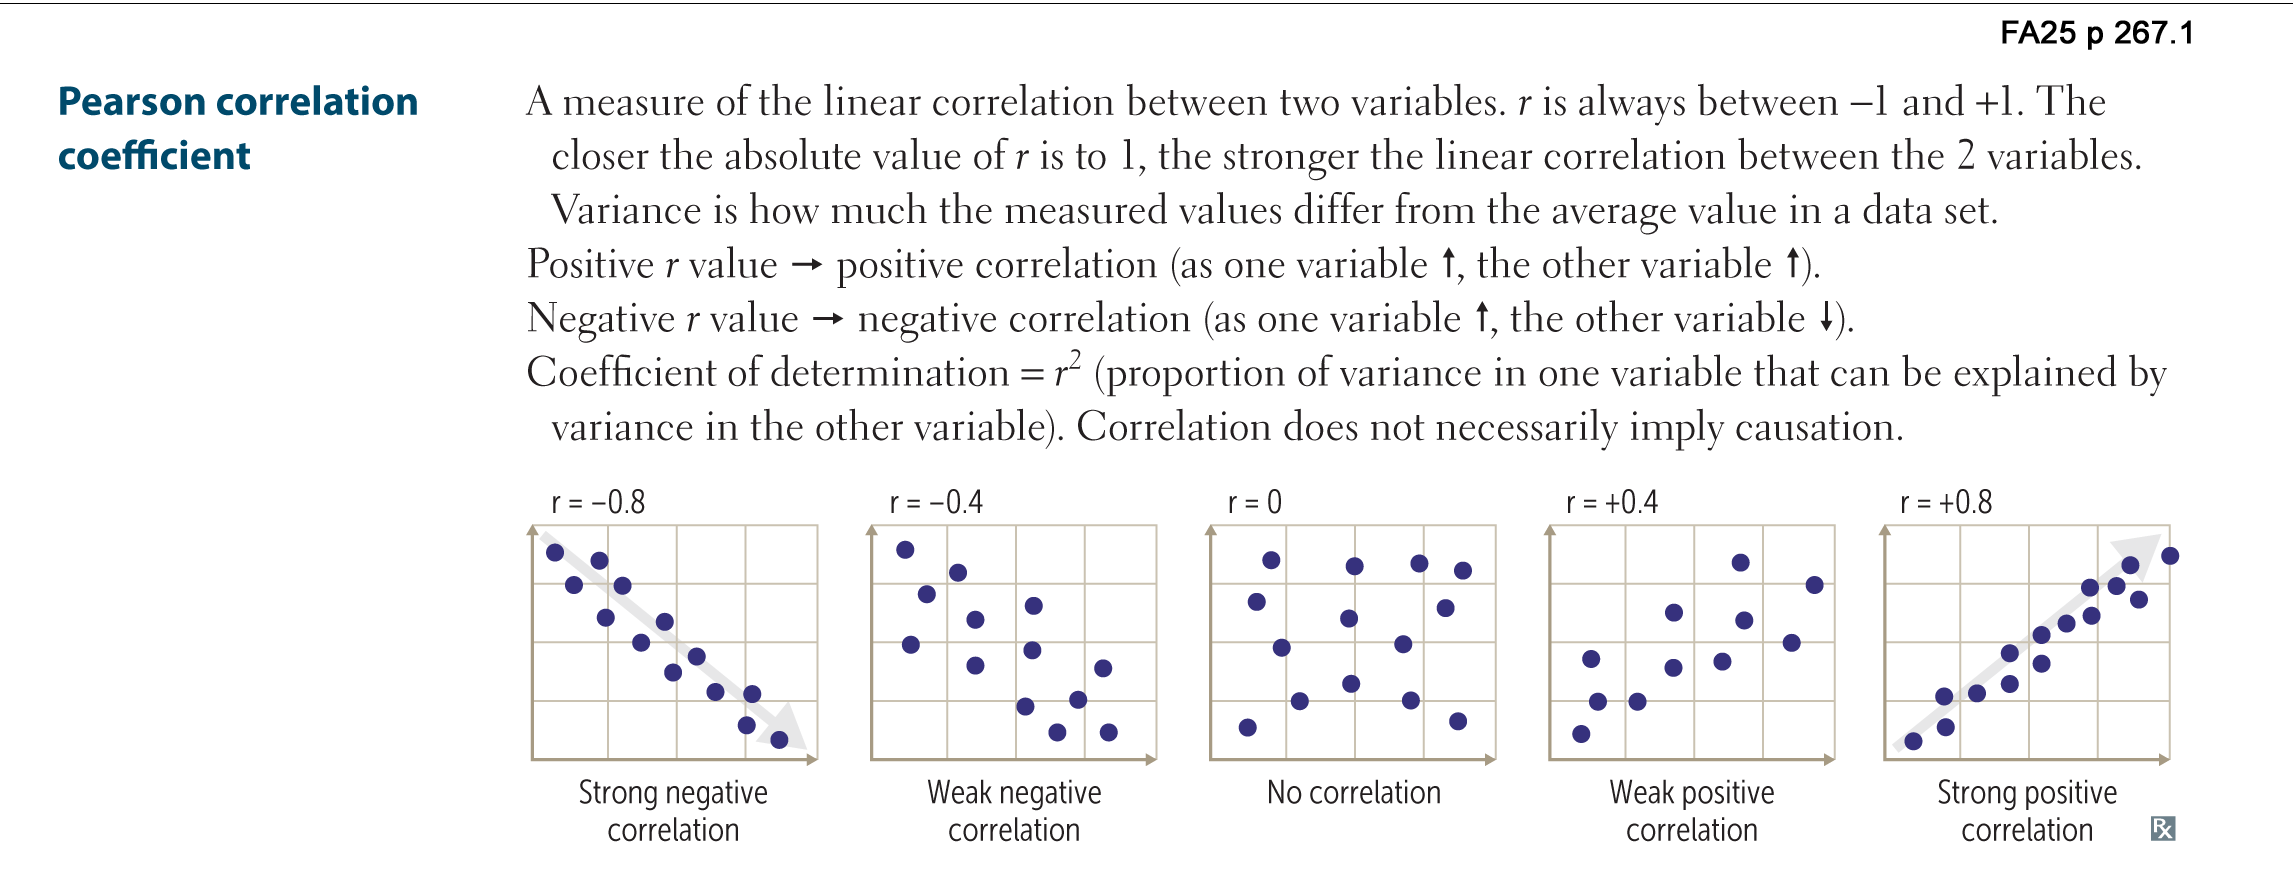 FA25 p 267.1
Pearson correlation
coefficient
A measure of the linear correlation between two variables. r is always between –1 and +1. The
closer the absolute value of r is to 1, the stronger the linear correlation between the 2 variables.
Variance is how much the measured values differ from the average value in a data set.
Positive r value → positive correlation (as one variable ↑, the other variable ↑).
Negative r value → negative correlation (as one variable ↑, the other variable ↓).
Coefficient of determination = r² (proportion of variance in one variable that can be explained by
variance in the other variable). Correlation does not necessarily imply causation.
r = –0.8
r = –0.4
r = 0
r = +0.4
r = +0.8
Strong negative
correlation
Weak negative
correlation
No correlation
Weak positive
correlation
Strong positive
correlation
Rx